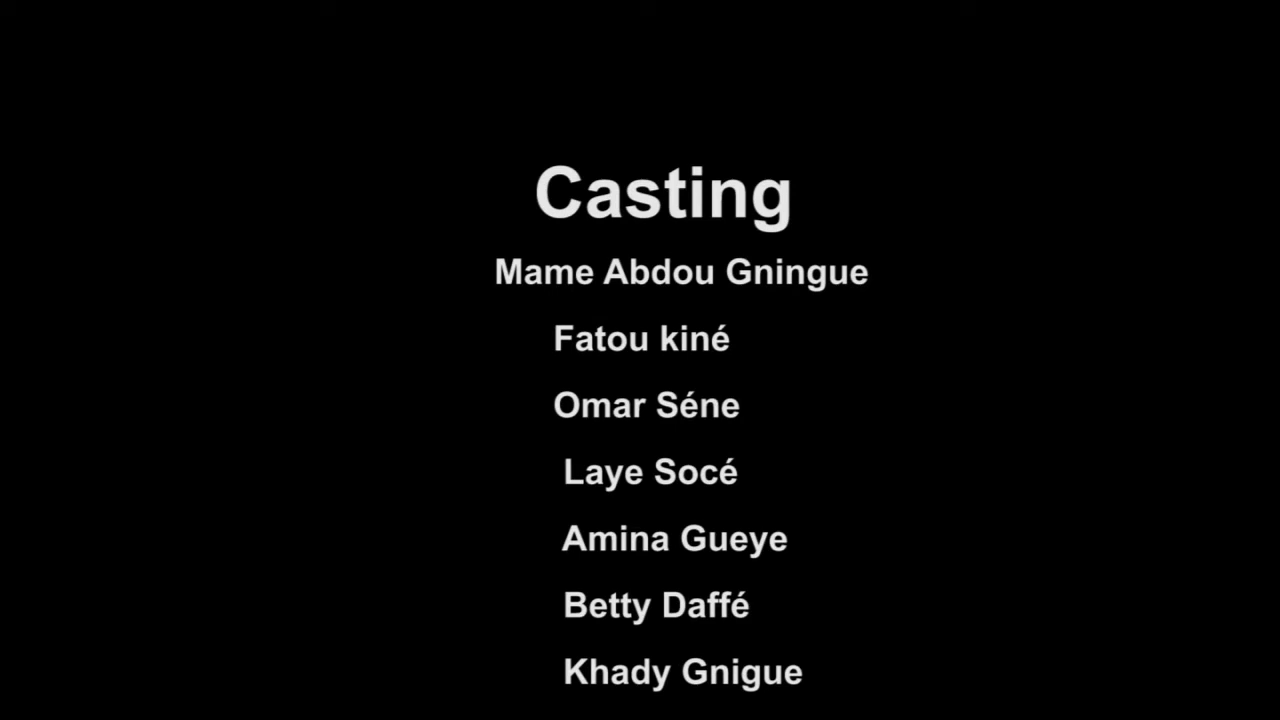 Casting
Mame Abdou Gningue
Fatou kiné
Omar Séne
Laye Socé
Amina Gueye
Betty Daffé
Khady Gnigue